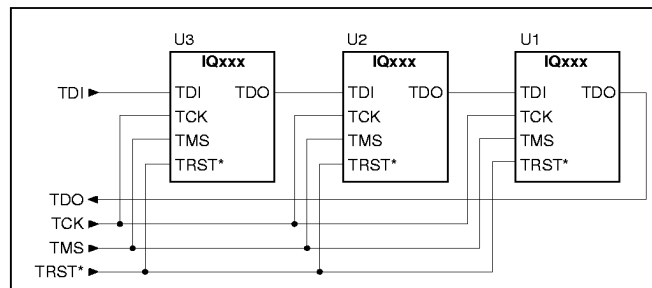 U3 U2 U1
IQxxx IQxxx IQxxx
TDI TDI TDO TDI TDO TDI TDO
TCK TCK TCK
TMS TMS TMS
TRST* TRST* TRST*
TDO
TCK
TMS
TRST*